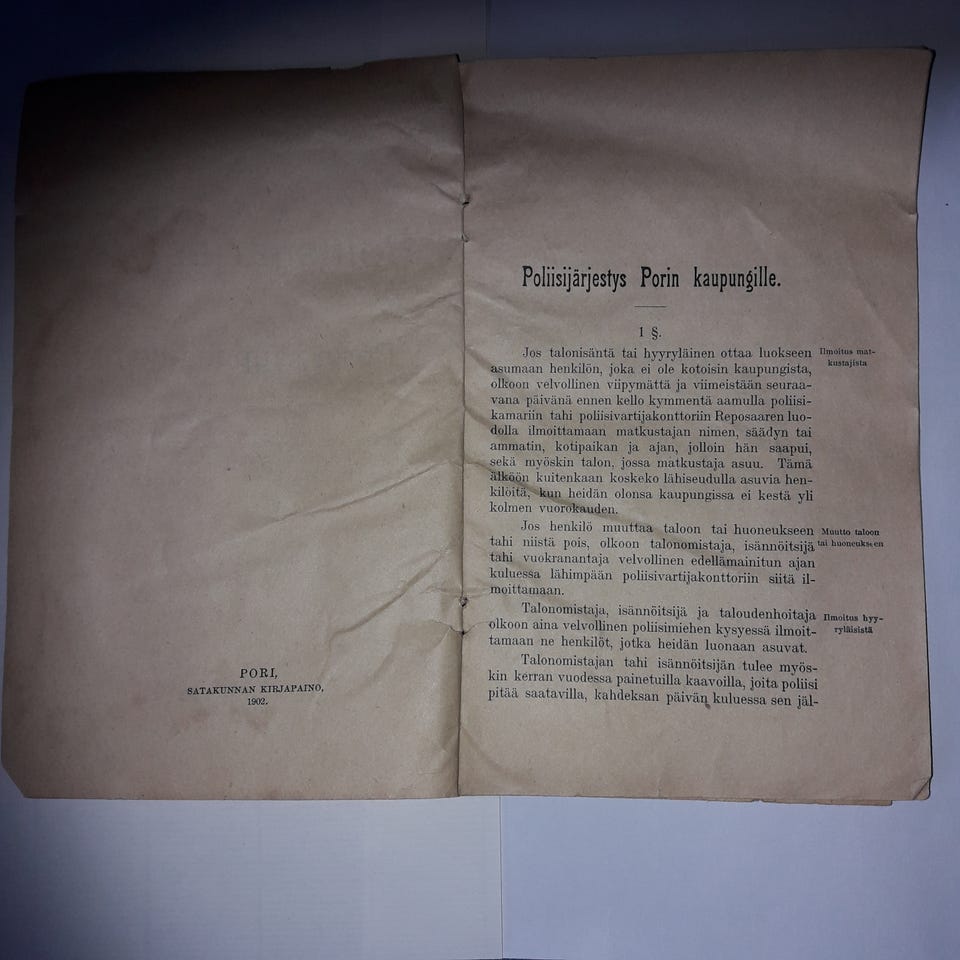 PORI,
SATAKUNNAN KIRJAPAINO,
1902.
Poliisijärjestys Porin kaupungille.
1 §.
Jos talonisäntä tai hyyryläinen ottaa luokseen
asumaan henkilön, joka ei ole kotoisin kaupungista,
olkoon velvollinen viipymättä ja viimeistään seuraa-
vana päivänä ennen kello kymmentä aamulla poliisi-
kamariin tahi poliisivartijakonttoriin Reposaaren luo-
dolla ilmoittamaan matkustajan nimen, säädyn tai
ammatin, kotipaikan ja ajan, jolloin hän saapui,
sekä myöskin talon, jossa matkustaja asuu. Tämä
älköön kuitenkaan koskeko lähiseudulla asuvia hen-
kilöitä, kun heidän olonsa kaupungissa ei kestä yli
kolmen vuorokauden.
Ilmoitus mat-
kustajista
Jos henkilö muuttaa taloon tai huoneukseen
tahi niistä pois, olkoon talonomistaja, isännöitsijä
tahi vuokranantaja velvollinen edellämainitun ajan
kuluessa lähimpään poliisivartijakonttoriin siitä il-
moittamaan.
Muutto taloon
tai huoneukseen
Talonomistaja, isännöitsijä ja taloudenhoitaja
olkoon aina velvollinen poliisimiehen kysyessä ilmoit-
tamaan ne henkilöt, jotka heidän luonaan asuvat.
Ilmoitus hyy-
ryläisistä
Talonomistajan tahi isännöitsijän tulee myös-
kin kerran vuodessa painetuilla kaavoilla, joita poliisi
pitää saatavilla, kahdeksan päivän kuluessa sen jäl-